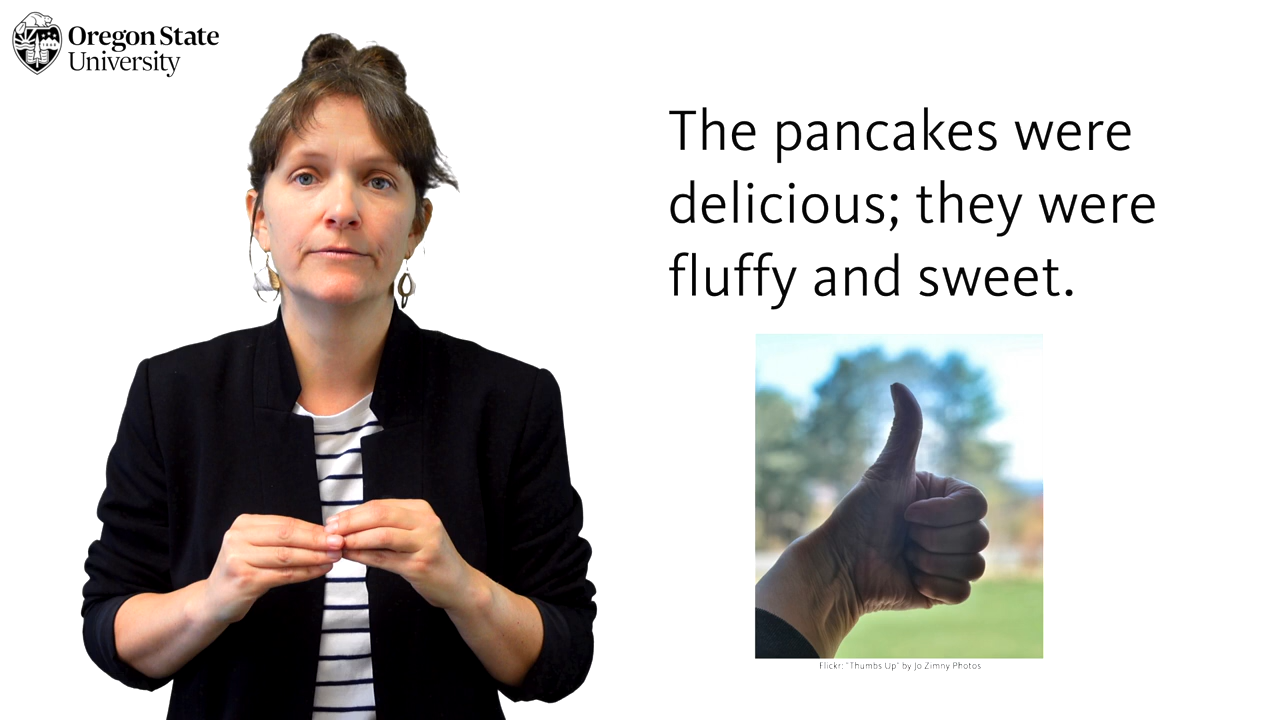 Oregon State
University
The pancakes were
delicious; they were
fluffy and sweet.
Flickr: "Thumbs Up" by Jo Zimny Photos